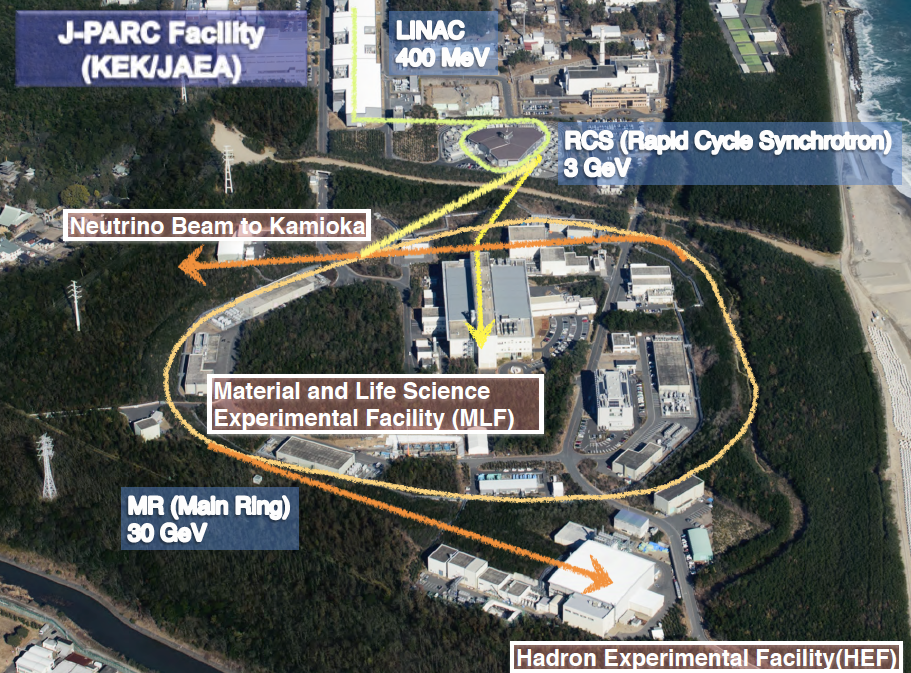 J-PARC Facility
(KEK/JAEA)
LINAC
400 MeV
RCS (Rapid Cycle Synchrotron)
3 GeV
Neutrino Beam to Kamioka
Material and Life Science
Experimental Facility (MLF)
MR (Main Ring)
30 GeV
Hadron Experimental Facility(HEF)